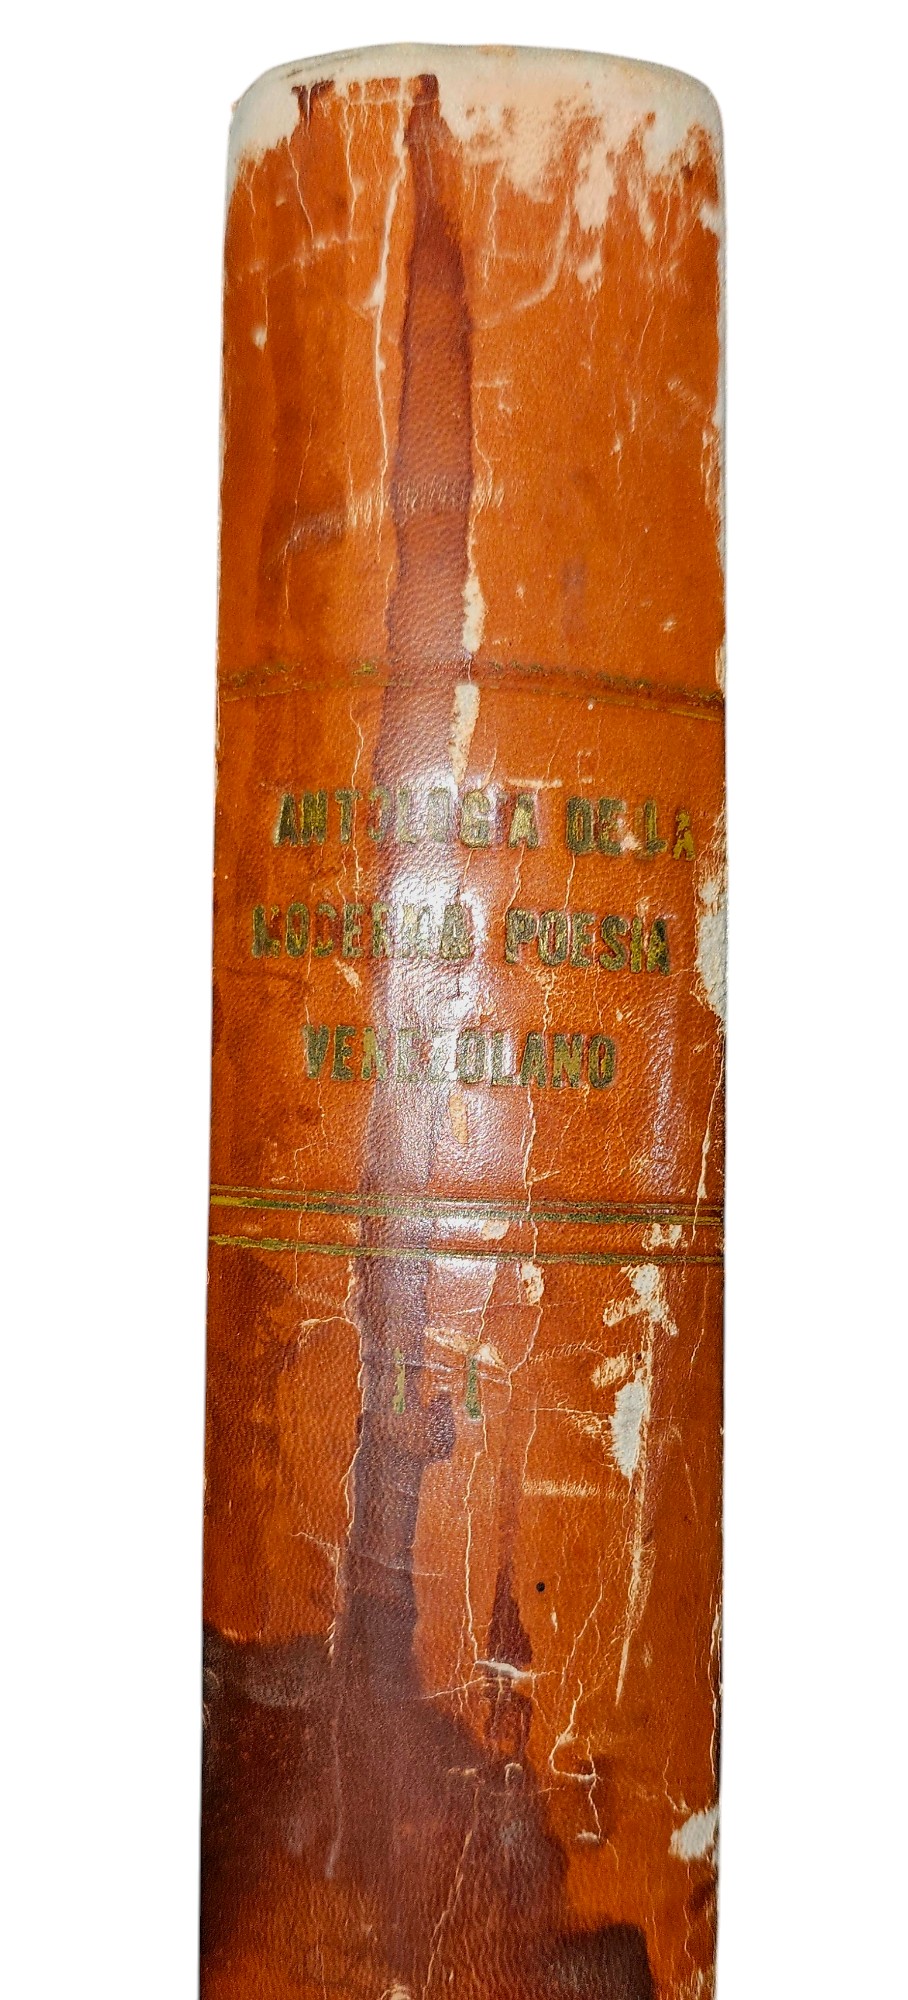 ANTOLOGIA DE LA
MODERNA POESIA
VENEZOLANO
I I